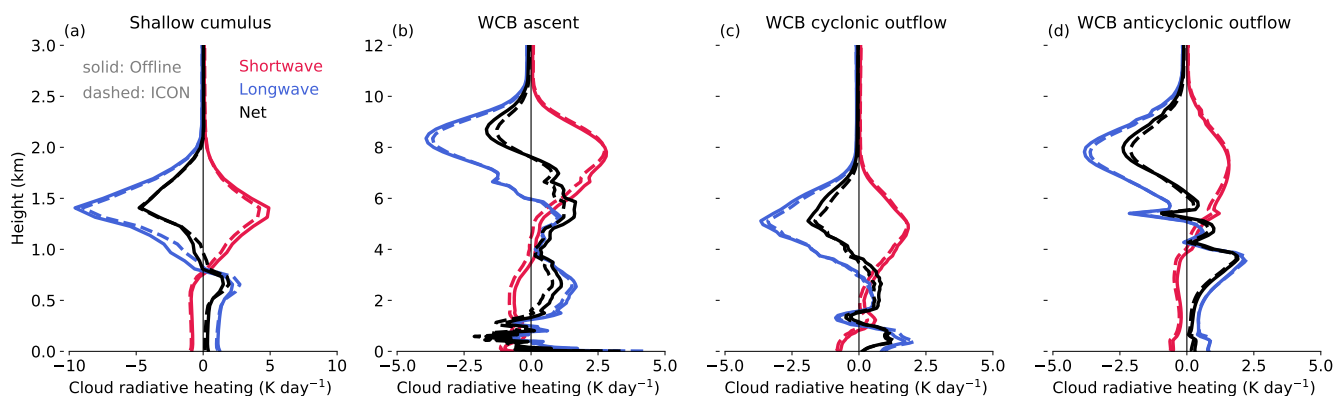 Shallow cumulus
(a)
solid: Offline
dashed: ICON
Shortwave
Longwave
Net
Height (km)
3.0
2.5
2.0
1.5
1.0
0.5
0.0
−10 −5 0 5 10
Cloud radiative heating (K day⁻¹)
WCB ascent
(b)
12
10
8
6
4
2
0
−5.0 −2.5 0.0 2.5 5.0
Cloud radiative heating (K day⁻¹)
WCB cyclonic outflow
(c)
−5.0 −2.5 0.0 2.5 5.0
Cloud radiative heating (K day⁻¹)
WCB anticyclonic outflow
(d)
−5.0 −2.5 0.0 2.5 5.0
Cloud radiative heating (K day⁻¹)